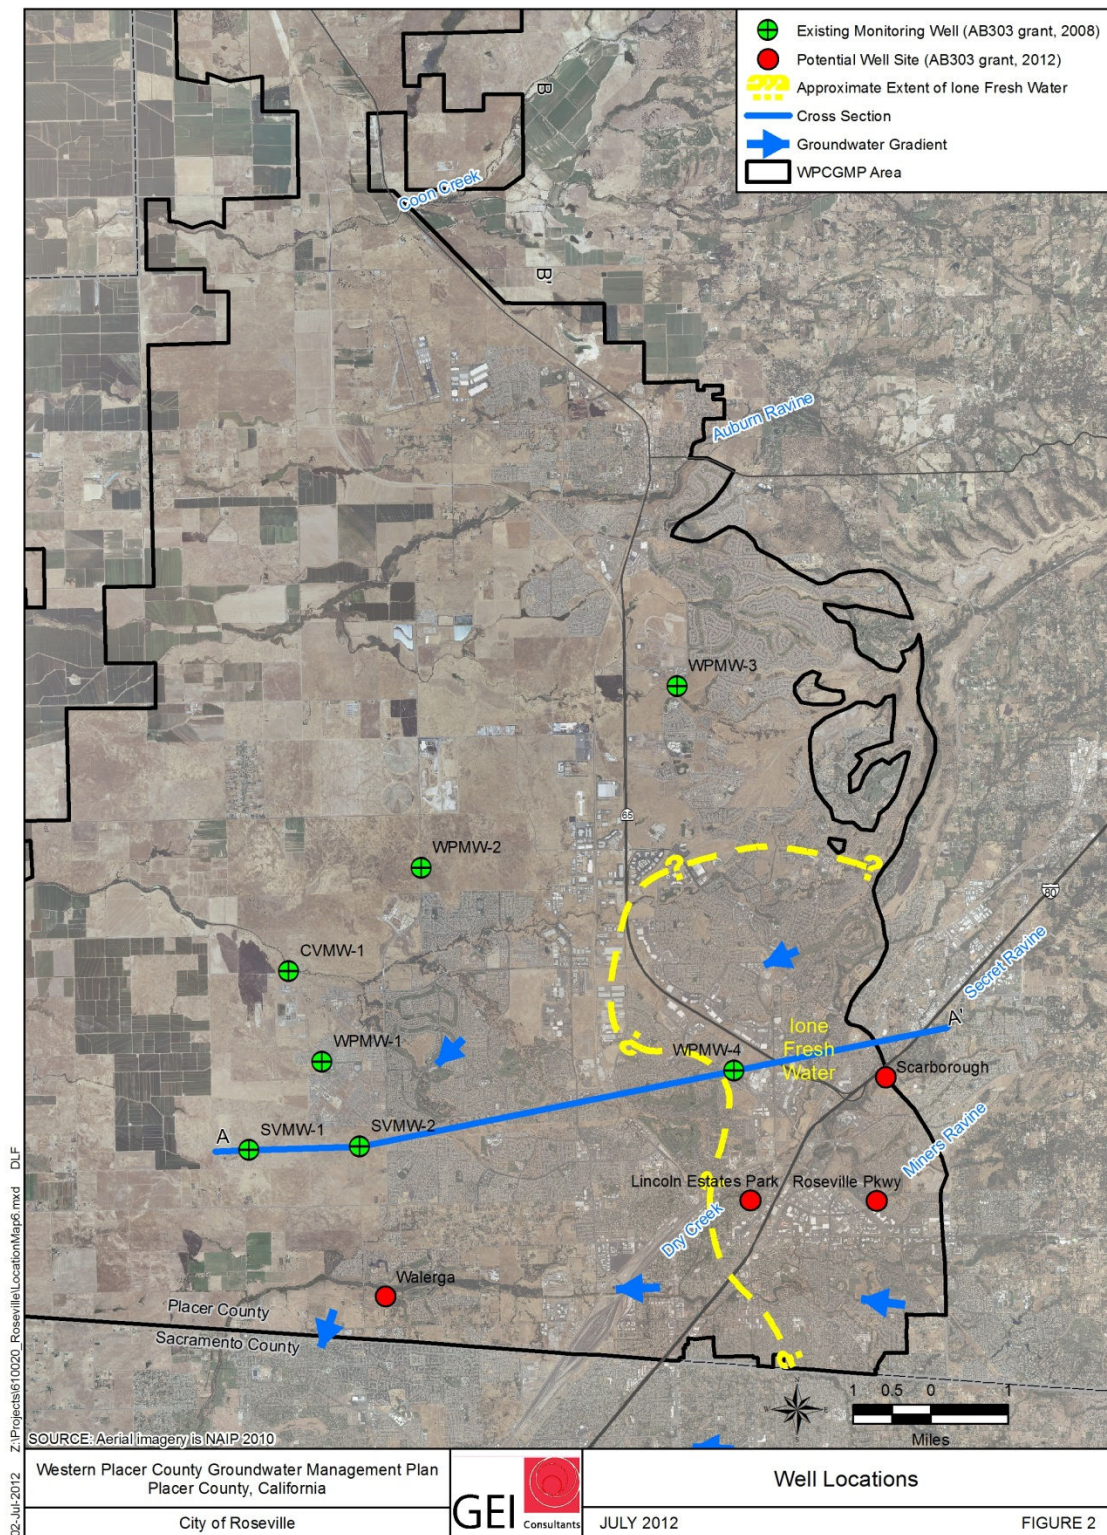 Existing Monitoring Well (AB303 grant, 2008)
Potential Well Site (AB303 grant, 2012)
Approximate Extent of Ione Fresh Water
Cross Section
Groundwater Gradient
WPCGMP Area
B
Coon Creek
B'
Auburn Ravine
WPMW-3
65
WPMW-2
?
?
80
CVMW-1
Secret Ravine
A'
Ione
Fresh
Water
WPMW-1
?
WPMW-4
Scarborough
A
SVMW-1
SVMW-2
Miners Ravine
Lincoln Estates Park
Roseville Pkwy
Dry Creek
Walerga
Placer County
Sacramento County
?
1 0.5 0 1
Miles
SOURCE: Aerial imagery is NAIP 2010
02-Jul-2012 Z:\Projects\610020_Roseville\LocationMap6.mxd DLF
Western Placer County Groundwater Management Plan
Placer County, California
City of Roseville
GEI Consultants
Well Locations
JULY 2012
FIGURE 2